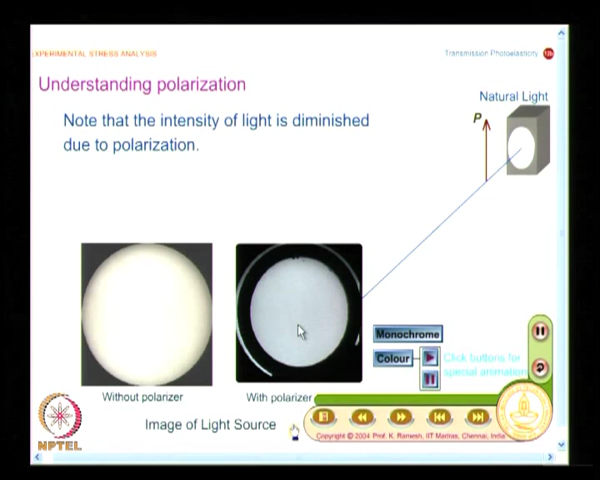 EXPERIMENTAL STRESS ANALYSIS
Transmission Photoelasticity
Understanding polarization
Natural Light
P
Note that the intensity of light is diminished
due to polarization.
Monochrome
Colour
Click buttons for
special animation
Without polarizer
With polarizer
Image of Light Source
NPTEL
Copyright © 2004 Prof. K. Ramesh, IIT Madras, Chennai, India